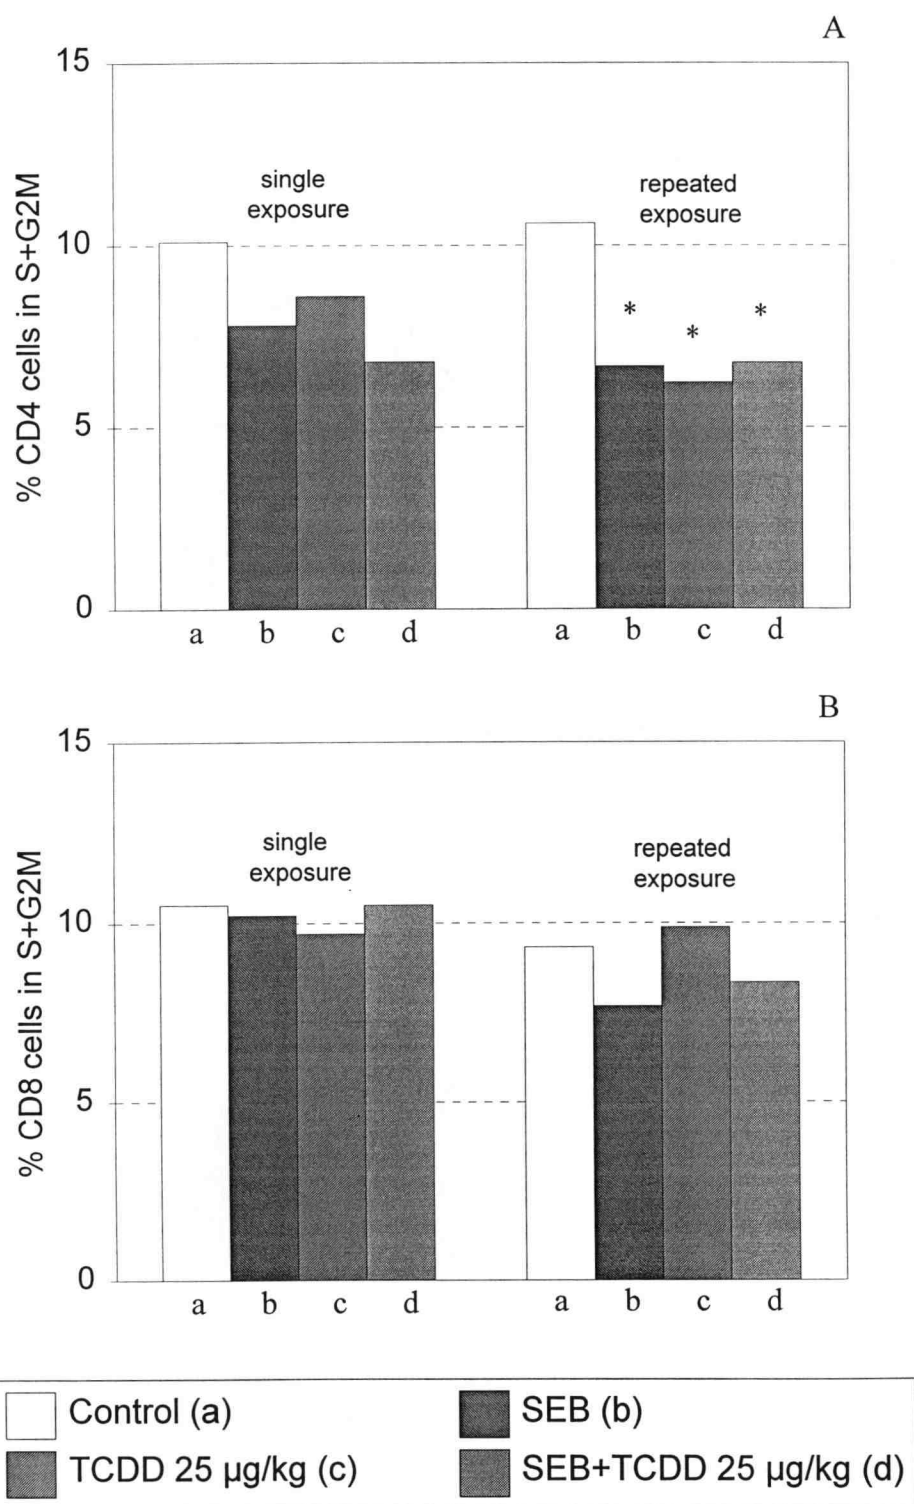 A
15
single
exposure
repeated
exposure
10
% CD4 cells in S+G2M
*
*
*
5
0
a b c d a b c d
B
15
single
exposure
repeated
exposure
10
% CD8 cells in S+G2M
5
0
a b c d a b c d
Control (a) SEB (b)
TCDD 25 µg/kg (c) SEB+TCDD 25 µg/kg (d)